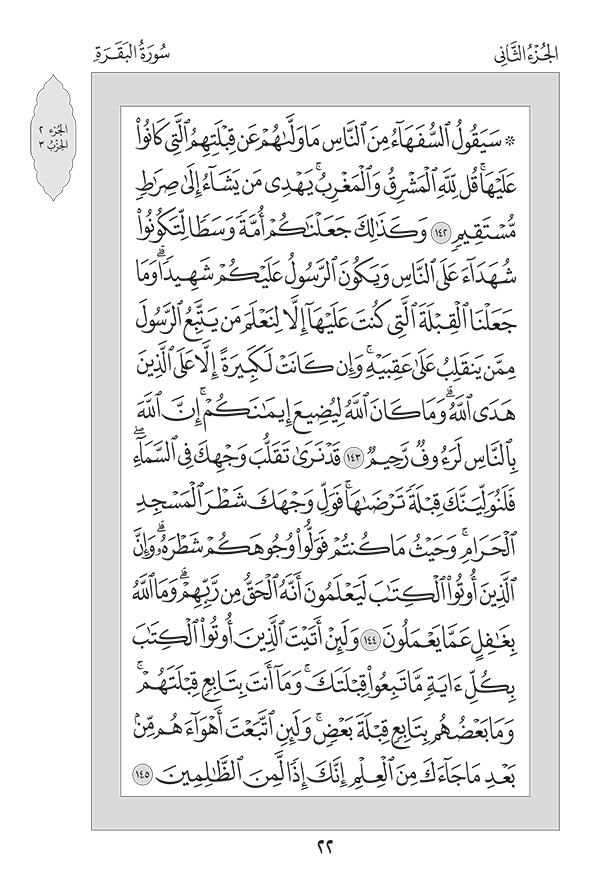 الجُزْءُ الثَّانِي
سُورَةُ البَقَرَةِ
الجُزء ٢
الحِزْبُ ٣
۞ سَيَقُولُ ٱلسُّفَهَآءُ مِنَ ٱلنَّاسِ مَا وَلَّىٰهُمْ عَن قِبْلَتِهِمُ ٱلَّتِى كَانُوا۟
عَلَيْهَا ۚ قُل لِّلَّهِ ٱلْمَشْرِقُ وَٱلْمَغْرِبُ ۚ يَهْدِى مَن يَشَآءُ إِلَىٰ صِرَٰطٍ
مُّسْتَقِيمٍ ١٤٢ وَكَذَٰلِكَ جَعَلْنَٰكُمْ أُمَّةً وَسَطًا لِّتَكُونُوا۟
شُهَدَآءَ عَلَى ٱلنَّاسِ وَيَكُونَ ٱلرَّسُولُ عَلَيْكُمْ شَهِيدًا ۗ وَمَا
جَعَلْنَا ٱلْقِبْلَةَ ٱلَّتِى كُنتَ عَلَيْهَآ إِلَّا لِنَعْلَمَ مَن يَتَّبِعُ ٱلرَّسُولَ
مِمَّن يَنقَلِبُ عَلَىٰ عَقِبَيْهِ ۚ وَإِن كَانَتْ لَكَبِيرَةً إِلَّا عَلَى ٱلَّذِينَ
هَدَى ٱللَّهُ ۗ وَمَا كَانَ ٱللَّهُ لِيُضِيعَ إِيمَٰنَكُمْ ۚ إِنَّ ٱللَّهَ
بِٱلنَّاسِ لَرَءُوفٌ رَّحِيمٌ ١٤٣ قَدْ نَرَىٰ تَقَلُّبَ وَجْهِكَ فِى ٱلسَّمَآءِ ۖ
فَلَنُوَلِّيَنَّكَ قِبْلَةً تَرْضَىٰهَا ۚ فَوَلِّ وَجْهَكَ شَطْرَ ٱلْمَسْجِدِ
ٱلْحَرَامِ ۚ وَحَيْثُ مَا كُنتُمْ فَوَلُّوا۟ وُجُوهَكُمْ شَطْرَهُۥ ۗ وَإِنَّ
ٱلَّذِينَ أُوتُوا۟ ٱلْكِتَٰبَ لَيَعْلَمُونَ أَنَّهُ ٱلْحَقُّ مِن رَّبِّهِمْ ۗ وَمَا ٱللَّهُ
بِغَٰفِلٍ عَمَّا يَعْمَلُونَ ١٤٤ وَلَئِنْ أَتَيْتَ ٱلَّذِينَ أُوتُوا۟ ٱلْكِتَٰبَ
بِكُلِّ ءَايَةٍ مَّا تَبِعُوا۟ قِبْلَتَكَ ۚ وَمَآ أَنتَ بِتَابِعٍ قِبْلَتَهُمْ ۚ
وَمَا بَعْضُهُم بِتَابِعٍ قِبْلَةَ بَعْضٍ ۚ وَلَئِنِ ٱتَّبَعْتَ أَهْوَآءَهُم مِّنۢ
بَعْدِ مَا جَآءَكَ مِنَ ٱلْعِلْمِ ۙ إِنَّكَ إِذًا لَّمِنَ ٱلظَّٰلِمِينَ ١٤٥
٢٢